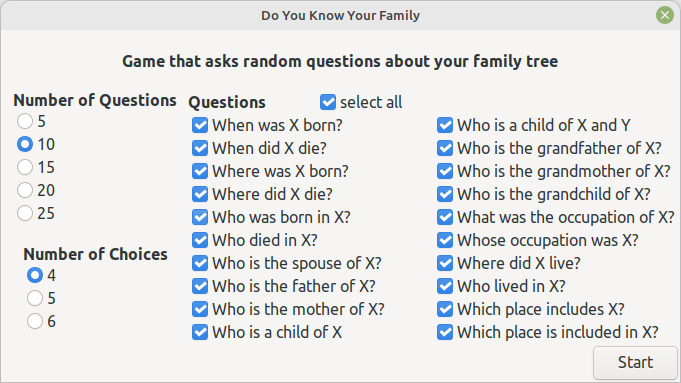 Do You Know Your Family
Game that asks random questions about your family tree
Number of Questions
5
10
15
20
25
Number of Choices
4
5
6
Questions
select all
When was X born?
When did X die?
Where was X born?
Where did X die?
Who was born in X?
Who died in X?
Who is the spouse of X?
Who is the father of X?
Who is the mother of X?
Who is a child of X
Who is a child of X and Y
Who is the grandfather of X?
Who is the grandmother of X?
Who is the grandchild of X?
What was the occupation of X?
Whose occupation was X?
Where did X live?
Who lived in X?
Which place includes X?
Which place is included in X?
Start